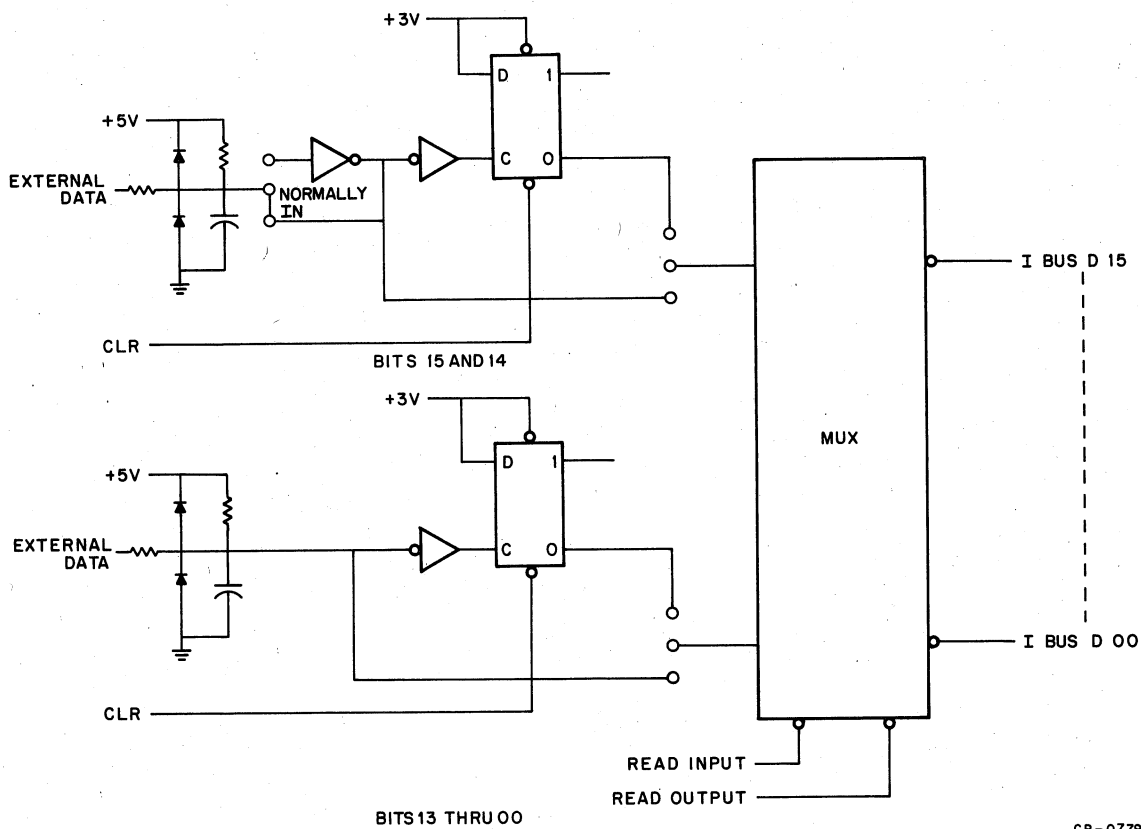 +3V
D 1
+5V
EXTERNAL DATA
NORMALLY IN
C 0
I BUS D 15
CLR
BITS 15 AND 14
+3V
MUX
D 1
+5V
EXTERNAL DATA
C 0
I BUS D 00
CLR
READ INPUT
READ OUTPUT
BITS 13 THRU 00